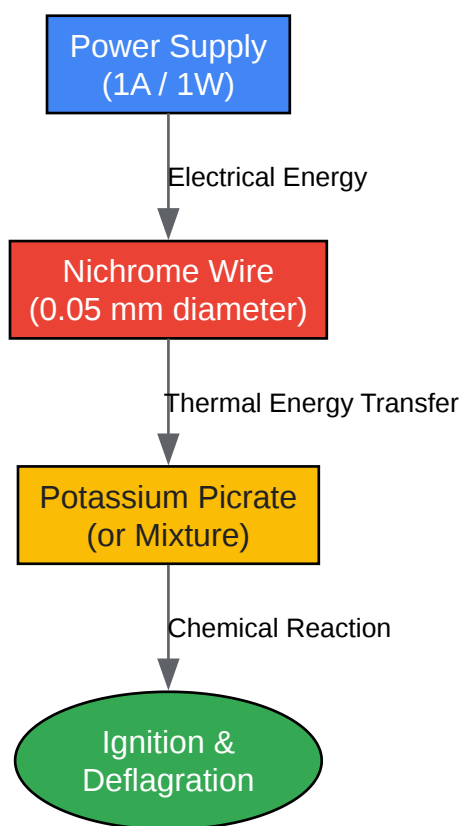 Power Supply
(1A / 1W)
Electrical Energy
Nichrome Wire
(0.05 mm diameter)
Thermal Energy Transfer
Potassium Picrate
(or Mixture)
Chemical Reaction
Ignition &
Deflagration